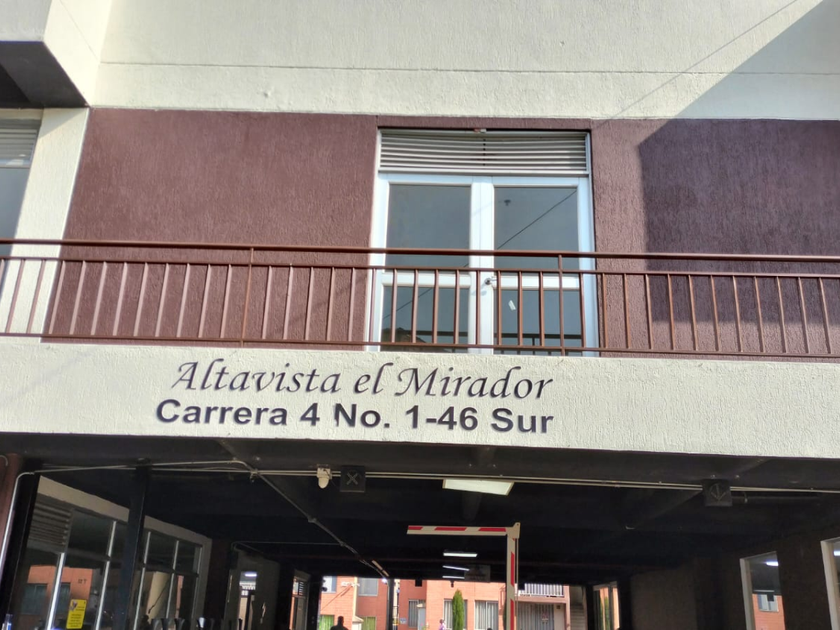 Altavista el Mirador
Carrera 4 No. 1-46 Sur